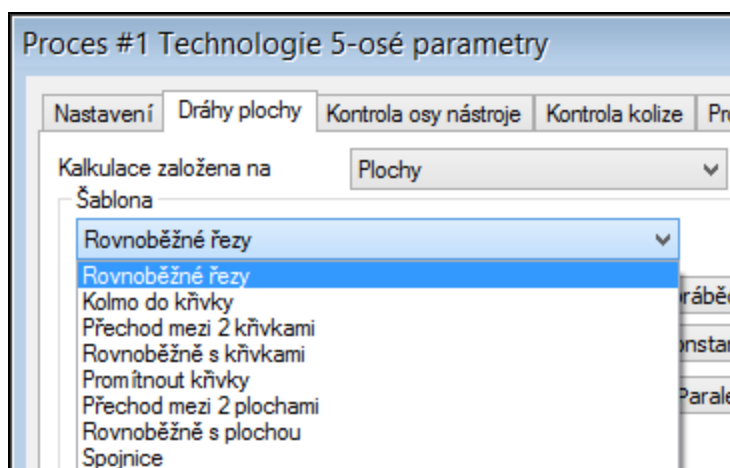 Proces #1 Technologie 5-osé parametry
Nastavení Dráhy plochy Kontrola osy nástroje Kontrola kolize
Kalkulace založena na Plochy
Šablona
Rovnoběžné řezy
Rovnoběžné řezy
Kolmo do křivky
Přechod mezi 2 křivkami
Rovnoběžně s křivkami
Promítnout křivky
Přechod mezi 2 plochami
Rovnoběžně s plochou
Spojnice